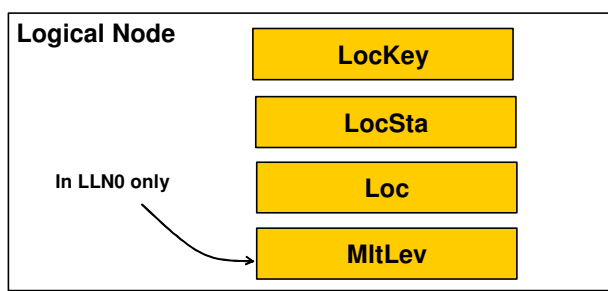 Logical Node
LocKey
LocSta
In LLN0 only
Loc
MltLev